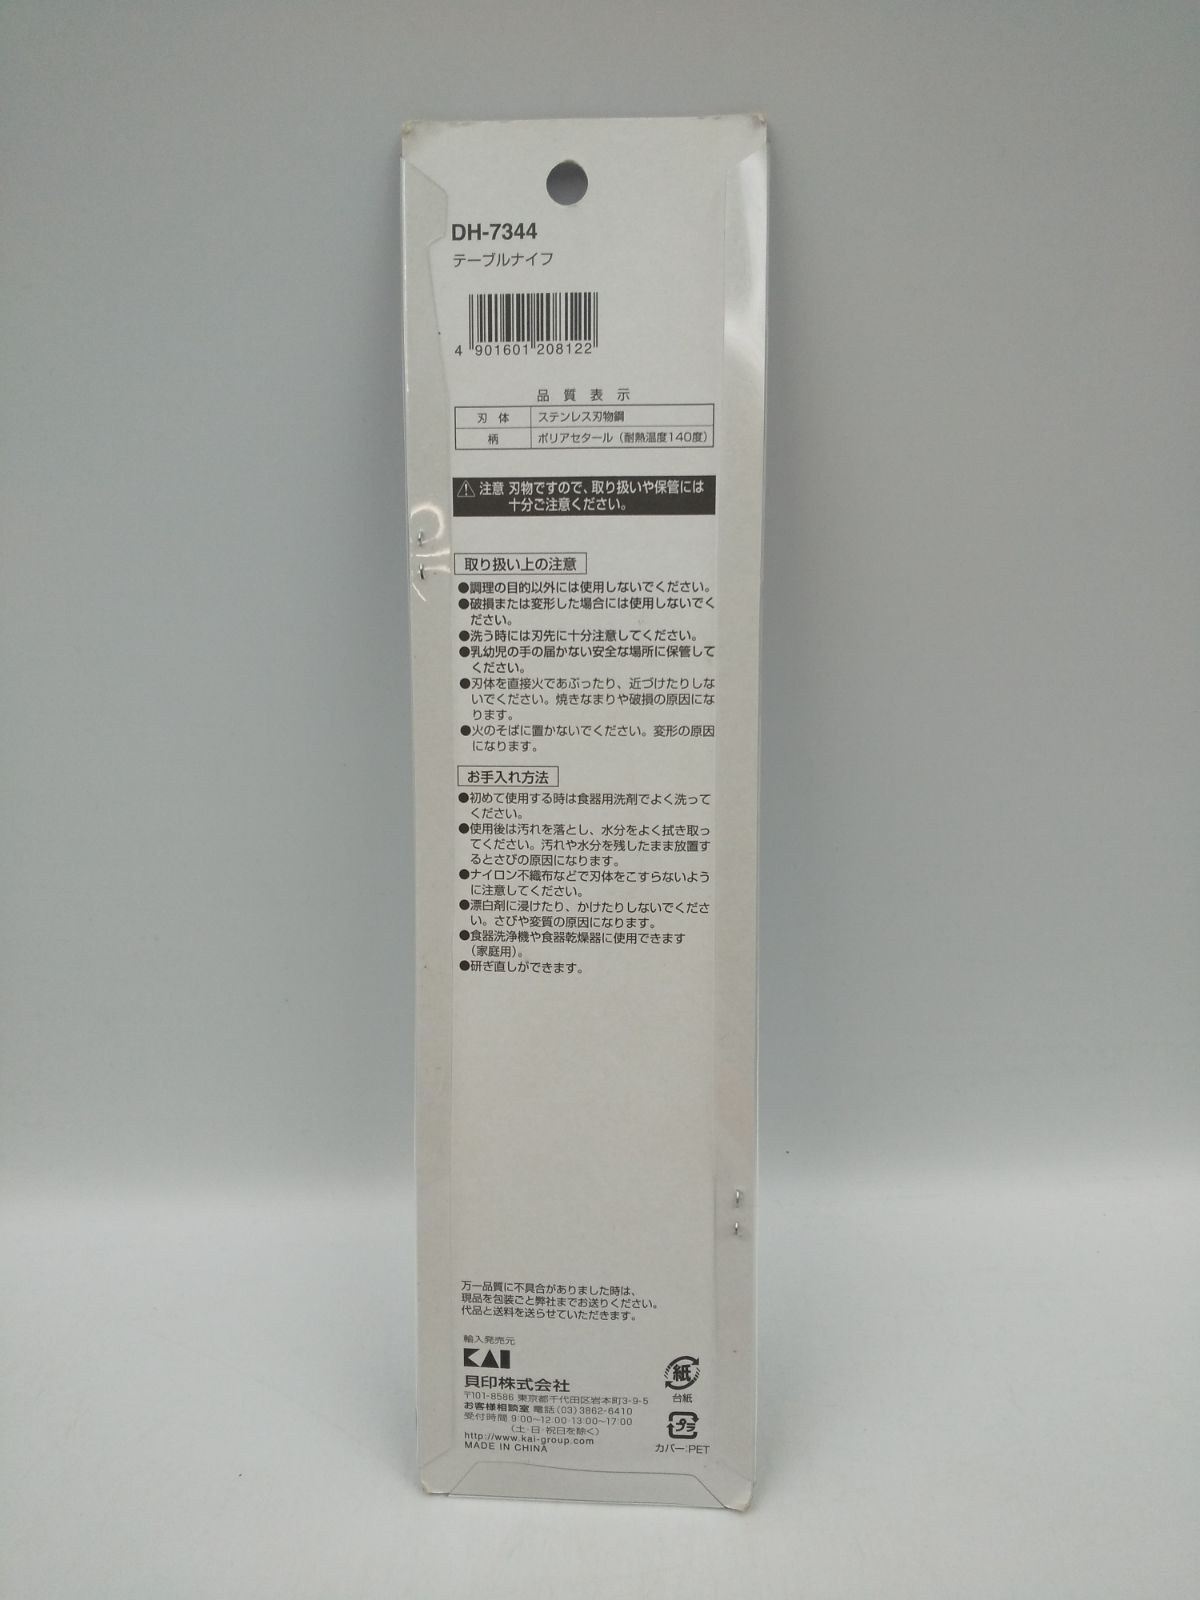 DH-7344
テーブルナイフ
4 901601 208122
品質表示
刃体 ステンレス刃物鋼
柄 ポリアセタール（耐熱温度140度）
注意 刃物ですので、取り扱いや保管には
十分ご注意ください。
取り扱い上の注意
●調理の目的以外には使用しないでください。
●破損または変形した場合には使用しないでく
ださい。
●洗う時には刃先に十分注意してください。
●乳幼児の手の届かない安全な場所に保管して
ください。
●刃体を直接火であぶったり、近づけたりしな
いでください。焼きなまりや破損の原因にな
ります。
●火のそばに置かないでください。変形の原因
になります。
お手入れ方法
●初めて使用する時は食器用洗剤でよく洗って
ください。
●使用後は汚れを落とし、水分をよく拭き取っ
てください。汚れや水分を残したまま放置す
るとさびの原因になります。
●ナイロン不織布などで刃体をこすらないよう
に注意してください。
●漂白剤に浸けたり、かけたりしないでくださ
い。さびや変質の原因になります。
●食器洗浄機や食器乾燥器に使用できます
（家庭用）。
●研ぎ直しができます。
万一品質に不具合がありました時は、
現品を包装ごと弊社までお送りください。
代品と送料を送らせていただきます。
輸入発売元
KAI
貝印株式会社
〒101-8586 東京都千代田区岩本町3-9-5
お客様相談室 電話(03)3862-6410
受付時間 9:00~12:00 13:00~17:00
（土・日・祝日を除く）
http://www.kai-group.com
MADE IN CHINA
紙
台紙
プラ
カバー:PET